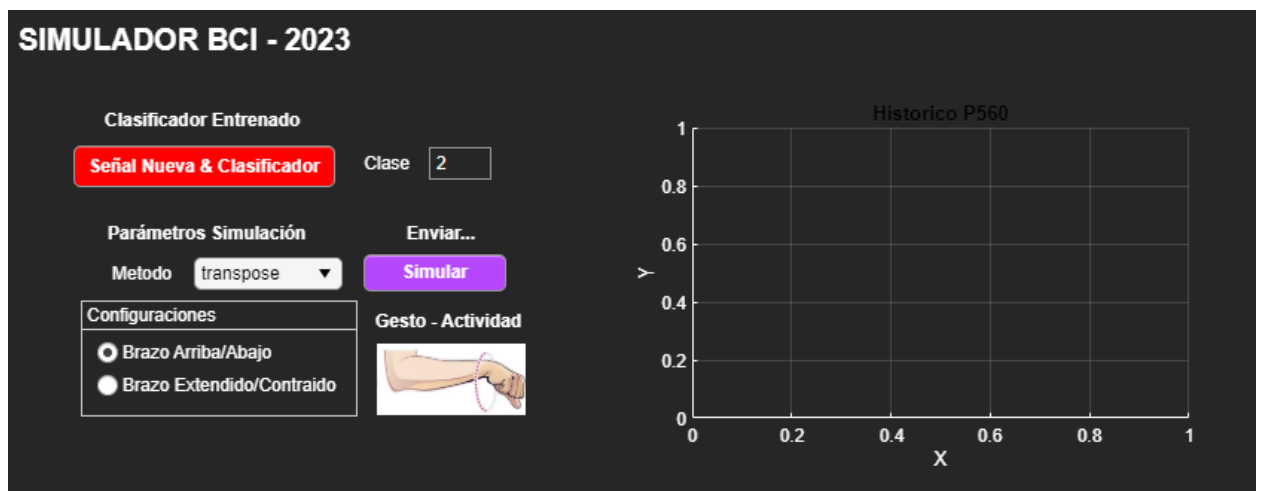 SIMULADOR BCI - 2023
Clasificador Entrenado
Señal Nueva & Clasificador
Clase 2
Parámetros Simulación
Enviar...
Metodo transpose
Simular
Configuraciones
Brazo Arriba/Abajo
Brazo Extendido/Contraido
Gesto - Actividad
Historico P560
1
0.8
0.6
0.4
0.2
0
Y
0 0.2 0.4 0.6 0.8 1
X